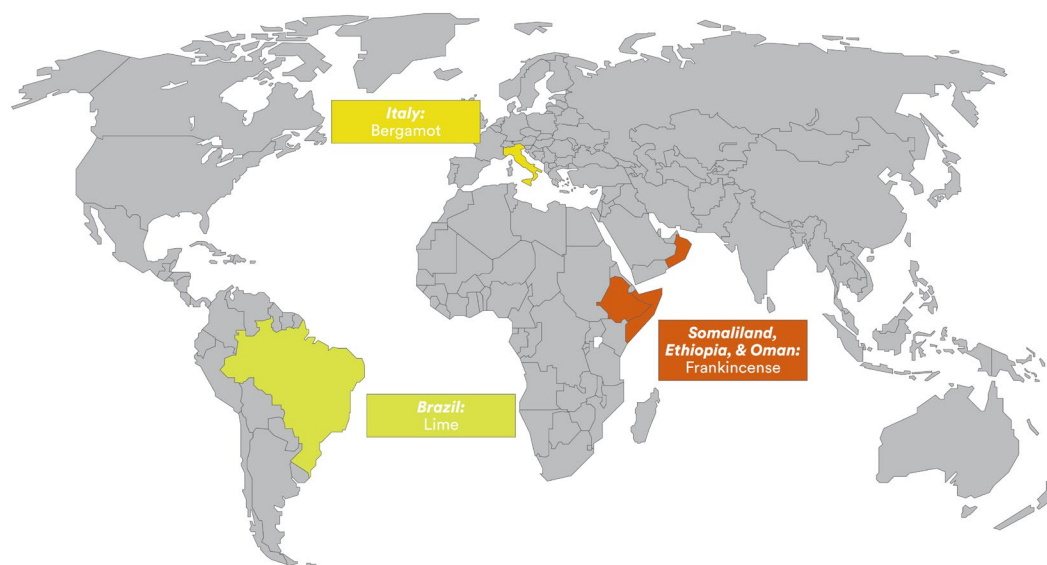 Italy:
Bergamot
Somaliland,
Ethiopia, & Oman:
Frankincense
Brazil:
Lime